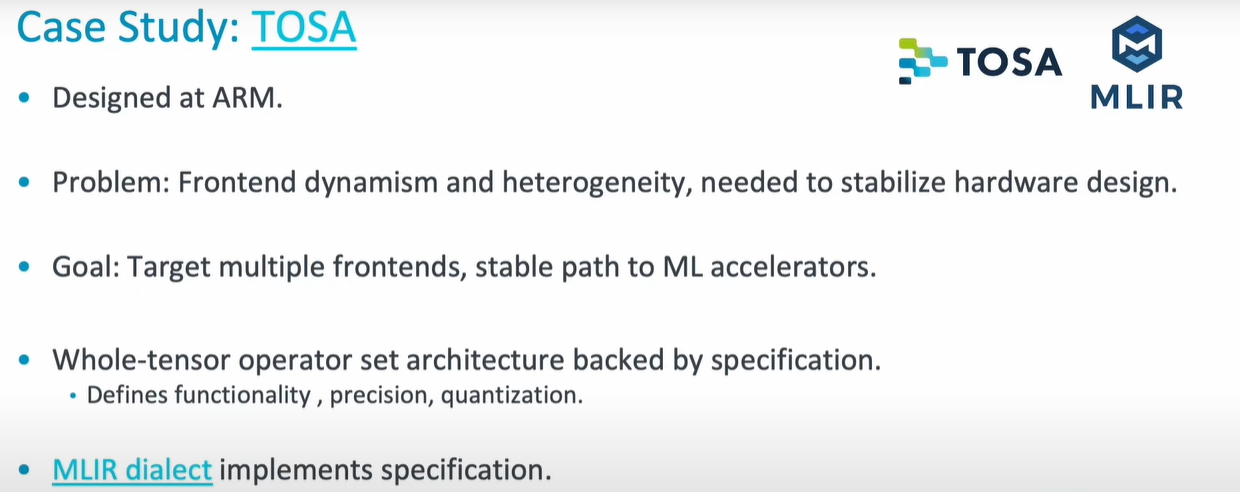 Case Study: TOSA
TOSA
MLIR
• Designed at ARM.
• Problem: Frontend dynamism and heterogeneity, needed to stabilize hardware design.
• Goal: Target multiple frontends, stable path to ML accelerators.
• Whole-tensor operator set architecture backed by specification.
• Defines functionality , precision, quantization.
• MLIR dialect implements specification.